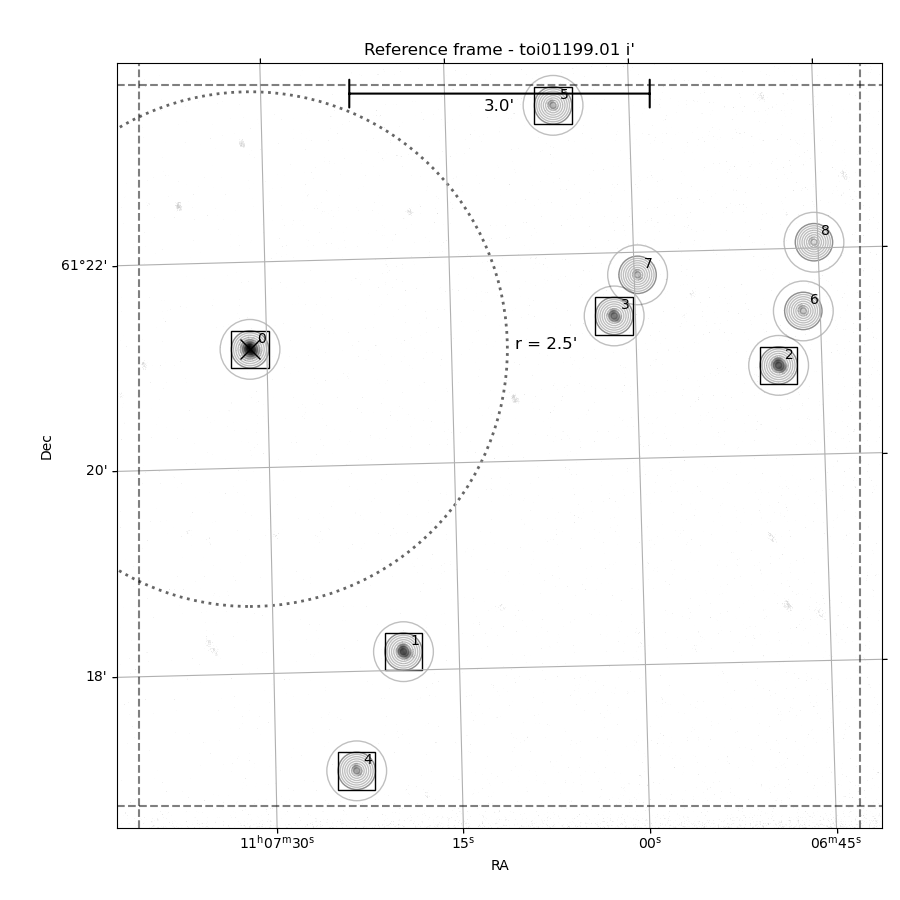 Reference frame - toi01199.01 i'
5
3.0'
8
61°22'
7
6
3
0
r = 2.5'
2
Dec
20'
1
18'
4
11ʰ07ᵐ30ˢ 15ˢ 00ˢ 06ᵐ45ˢ
RA